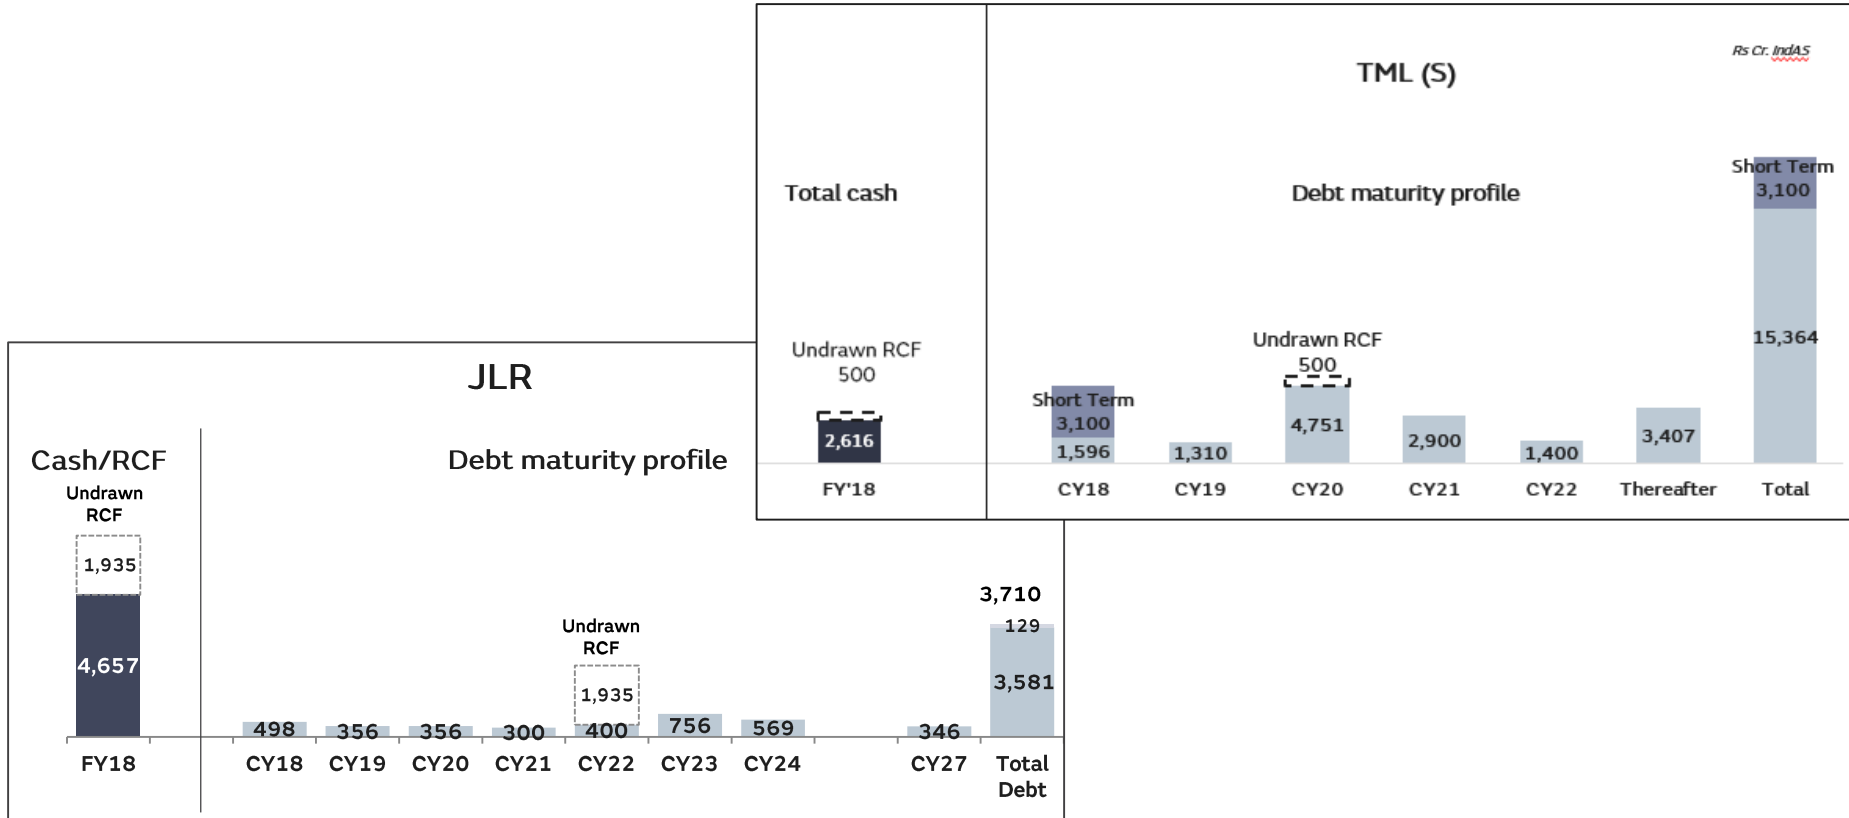 Rs Cr. IndAS
TML (S)
Total cash
Debt maturity profile
Short Term
3,100
15,364
Undrawn RCF
500
2,616
Undrawn RCF
500
Short Term
3,100
1,596
1,310
4,751
2,900
1,400
3,407
FY'18
CY18
CY19
CY20
CY21
CY22
Thereafter
Total
JLR
Cash/RCF
Debt maturity profile
Undrawn
RCF
1,935
4,657
Undrawn
RCF
1,935
498
356
356
300
400
756
569
346
3,710
129
3,581
FY18
CY18
CY19
CY20
CY21
CY22
CY23
CY24
CY27
Total
Debt